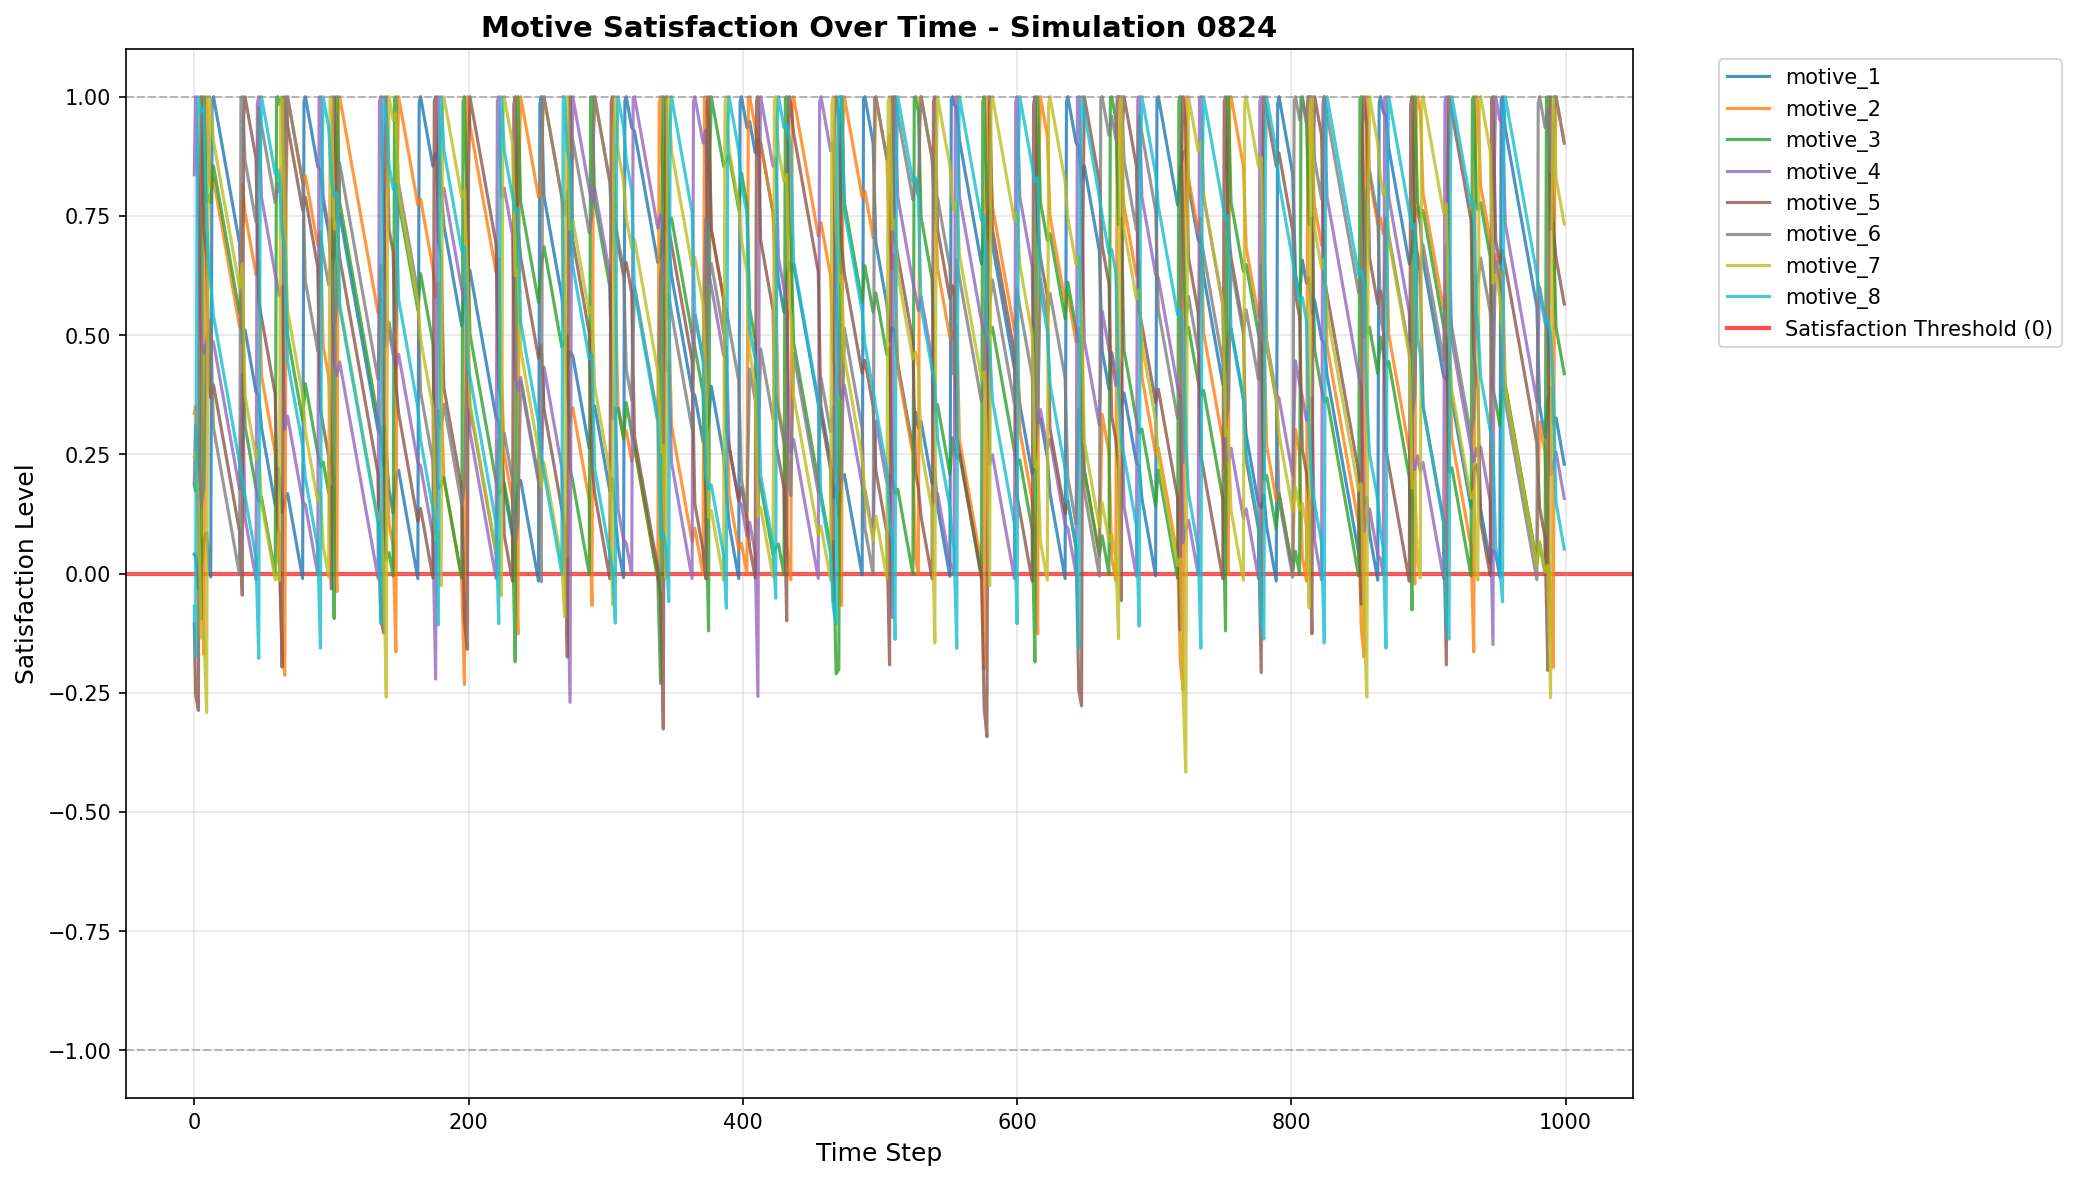 Motive Satisfaction Over Time - Simulation 0824
1.00
0.75
0.50
0.25
0.00
−0.25
−0.50
−0.75
−1.00
Satisfaction Level
0 200 400 600 800 1000
Time Step
motive_1
motive_2
motive_3
motive_4
motive_5
motive_6
motive_7
motive_8
Satisfaction Threshold (0)